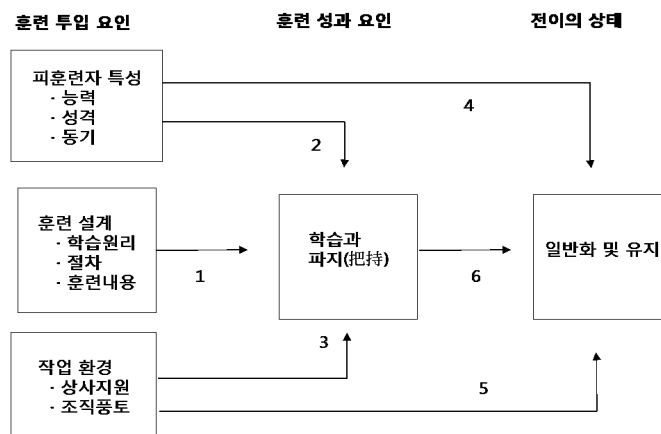 훈련 투입 요인
훈련 성과 요인
전이의 상태
피훈련자 특성
· 능력
· 성격
· 동기
4
2
훈련 설계
· 학습원리
· 절차
· 훈련내용
1
학습과
파지(把持)
6
일반화 및 유지
3
작업 환경
· 상사지원
· 조직풍토
5